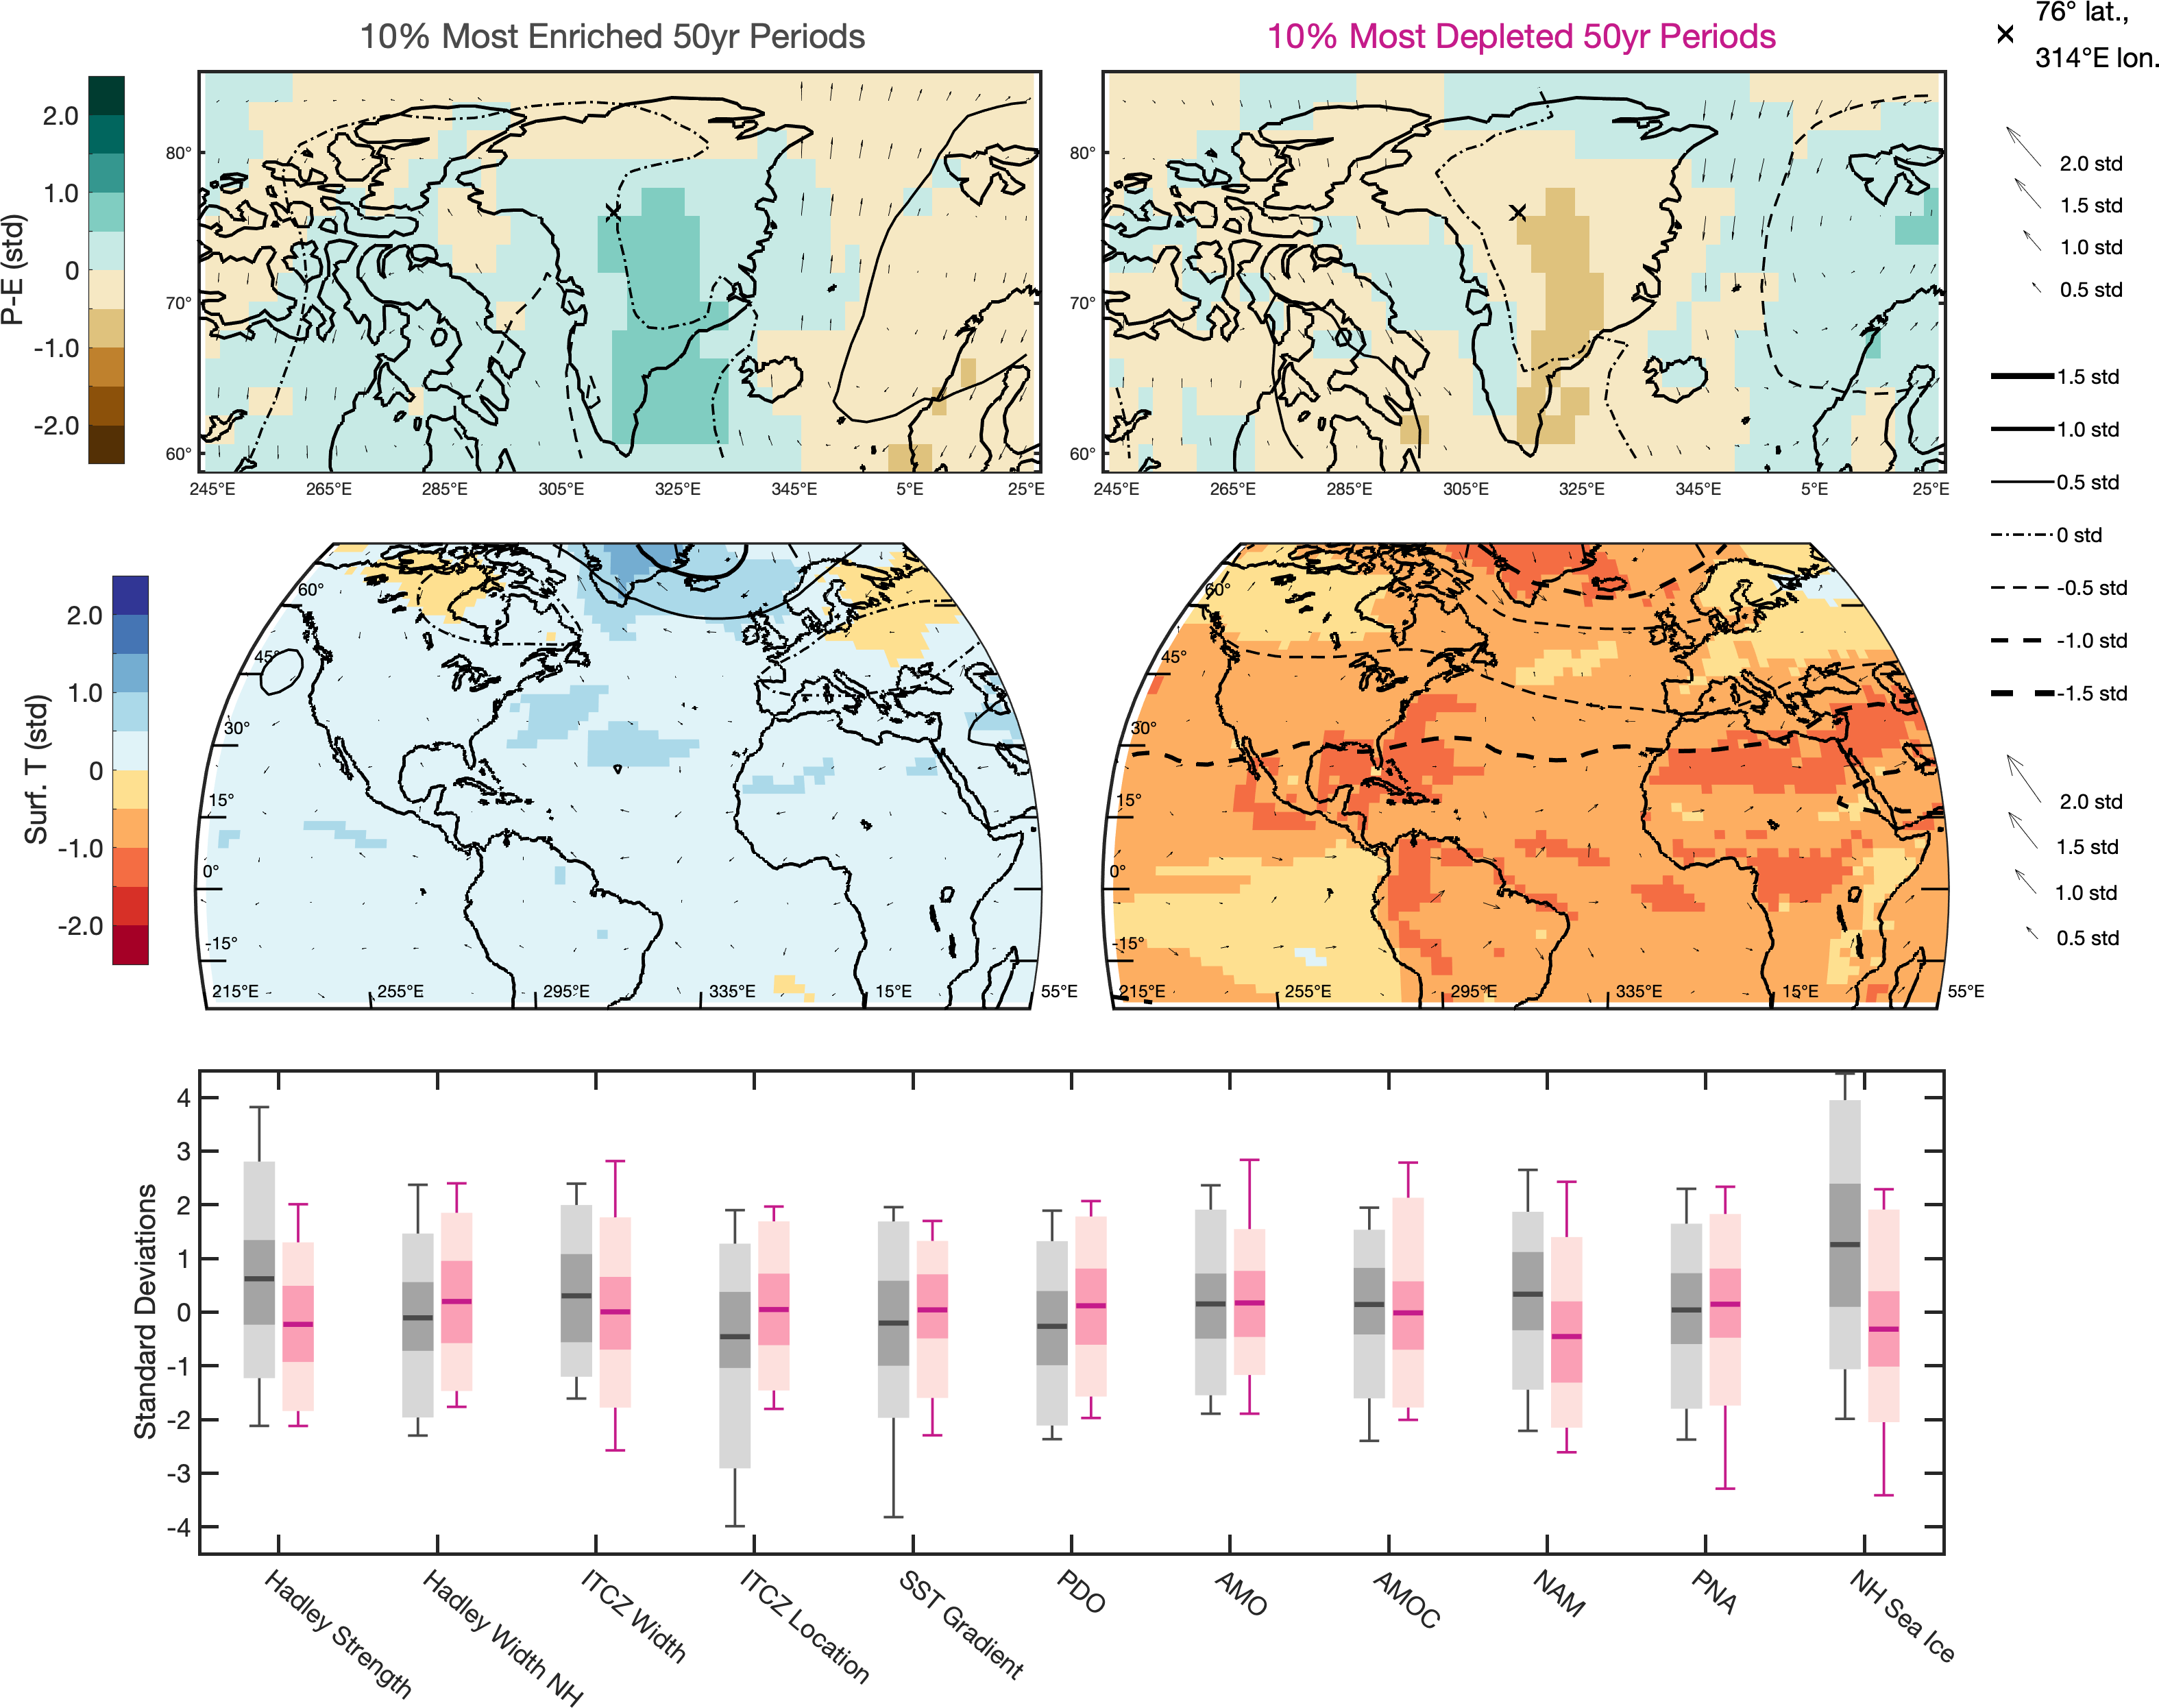 10% Most Enriched 50yr Periods
10% Most Depleted 50yr Periods
76° lat.,
314°E lon.
P-E (std)
2.0
1.0
0
-1.0
-2.0
80°
70°
60°
245°E 265°E 285°E 305°E 325°E 345°E 5°E 25°E
80°
70°
60°
245°E 265°E 285°E 305°E 325°E 345°E 5°E 25°E
2.0 std
1.5 std
1.0 std
0.5 std
1.5 std
1.0 std
0.5 std
0 std
-0.5 std
-1.0 std
-1.5 std
Surf. T (std)
2.0
1.0
0
-1.0
-2.0
60°
45°
30°
15°
0°
-15°
215°E 255°E 295°E 335°E 15°E 55°E
60°
45°
30°
15°
0°
-15°
215°E 255°E 295°E 335°E 15°E 55°E
2.0 std
1.5 std
1.0 std
0.5 std
Standard Deviations
4
3
2
1
0
-1
-2
-3
-4
Hadley Strength
Hadley Width NH
ITCZ Width
ITCZ Location
SST Gradient
PDO
AMO
AMOC
NAM
PNA
NH Sea Ice